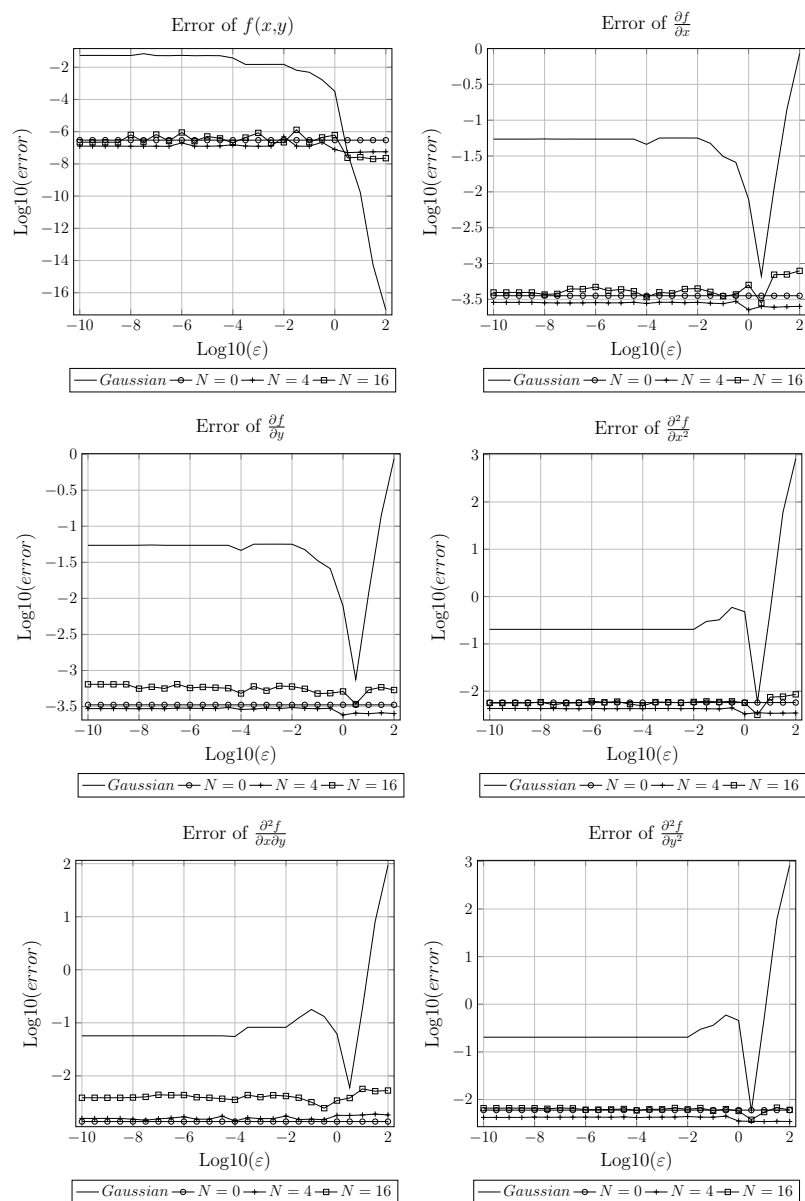 Error of f(x,y)
−2
−4
−6
−8
−10
−12
−14
−16
Log10(error)
−10 −8 −6 −4 −2 0 2
Log10(ε)
Gaussian N = 0 N = 4 N = 16
Error of ∂f/∂x
0
−0.5
−1
−1.5
−2
−2.5
−3
−3.5
Log10(error)
−10 −8 −6 −4 −2 0 2
Log10(ε)
Gaussian N = 0 N = 4 N = 16
Error of ∂f/∂y
0
−0.5
−1
−1.5
−2
−2.5
−3
−3.5
Log10(error)
−10 −8 −6 −4 −2 0 2
Log10(ε)
Gaussian N = 0 N = 4 N = 16
Error of ∂²f/∂x²
3
2
1
0
−1
−2
Log10(error)
−10 −8 −6 −4 −2 0 2
Log10(ε)
Gaussian N = 0 N = 4 N = 16
Error of ∂²f/∂x∂y
2
1
0
−1
−2
Log10(error)
−10 −8 −6 −4 −2 0 2
Log10(ε)
Gaussian N = 0 N = 4 N = 16
Error of ∂²f/∂y²
3
2
1
0
−1
−2
Log10(error)
−10 −8 −6 −4 −2 0 2
Log10(ε)
Gaussian N = 0 N = 4 N = 16